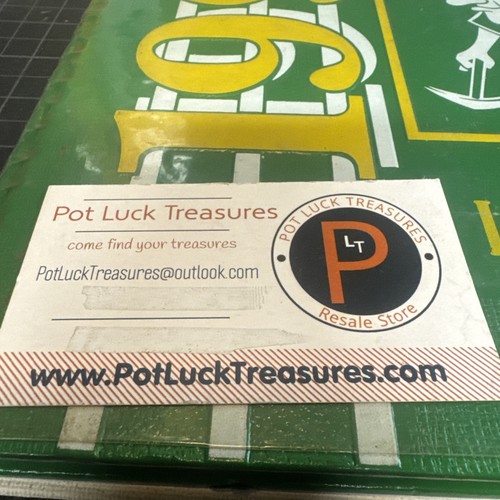 196
Pot Luck Treasures
come find your treasures
PotLuckTreasures@outlook.com
POT LUCK TREASURES
P
LT
Resale Store
www.PotLuckTreasures.com